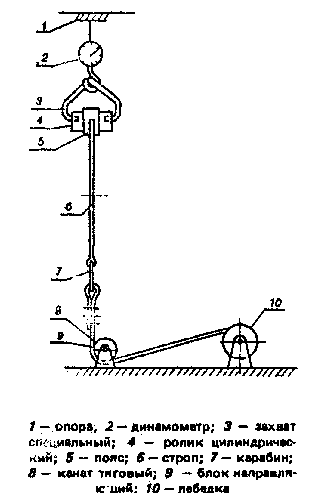 1
2
3
4
5
6
7
8
9
10
1 — опора; 2 — динамометр; 3 — захват
специальный; 4 — ролик цилиндричес-
кий; 5 — пояс; 6 — строп; 7 — карабин;
8 — канат тяговый; 9 — блок направля-
ющий; 10 — лебедка